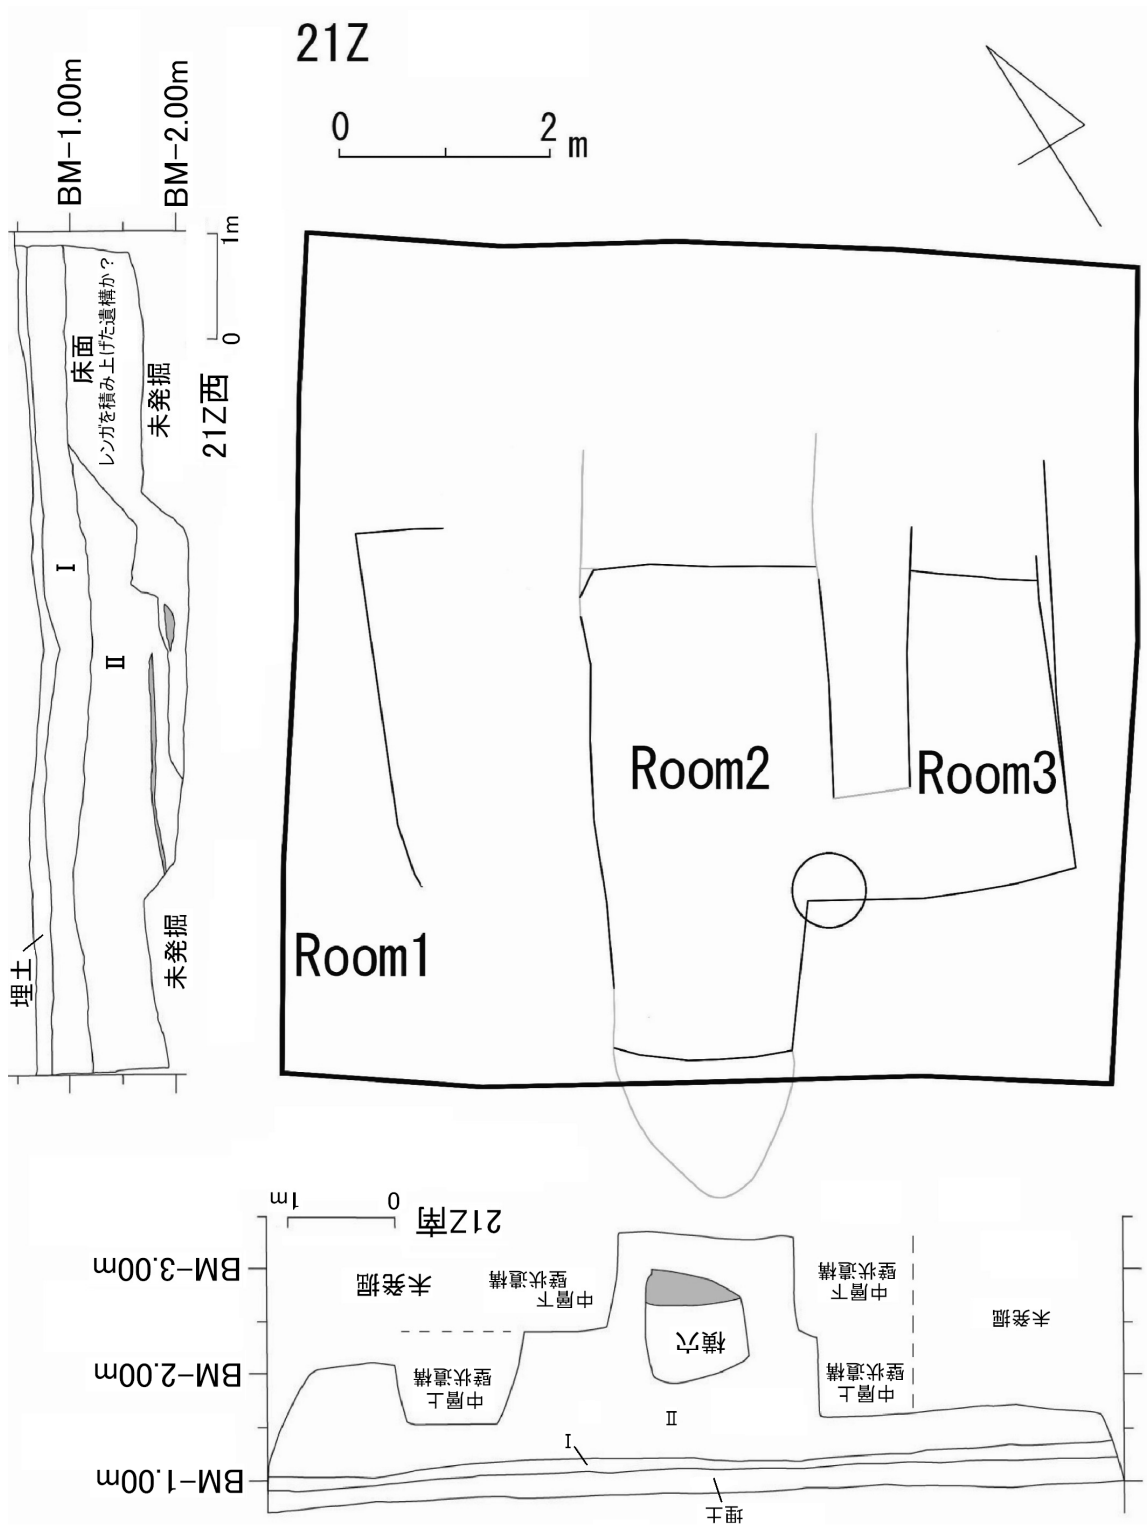 21Z
0 2 m
BM-1.00m
BM-2.00m
1m
0
21Z西
床面
レンガを積み上げた遺構か？
未発掘
I
II
未発掘
埋土
Room1
Room2
Room3
1m
0
21Z南
BM-3.00m
BM-2.00m
BM-1.00m
未発掘
中層下
壁状遺構
中層上
壁状遺構
横穴
中層下
壁状遺構
中層上
壁状遺構
未発掘
II
I
埋土